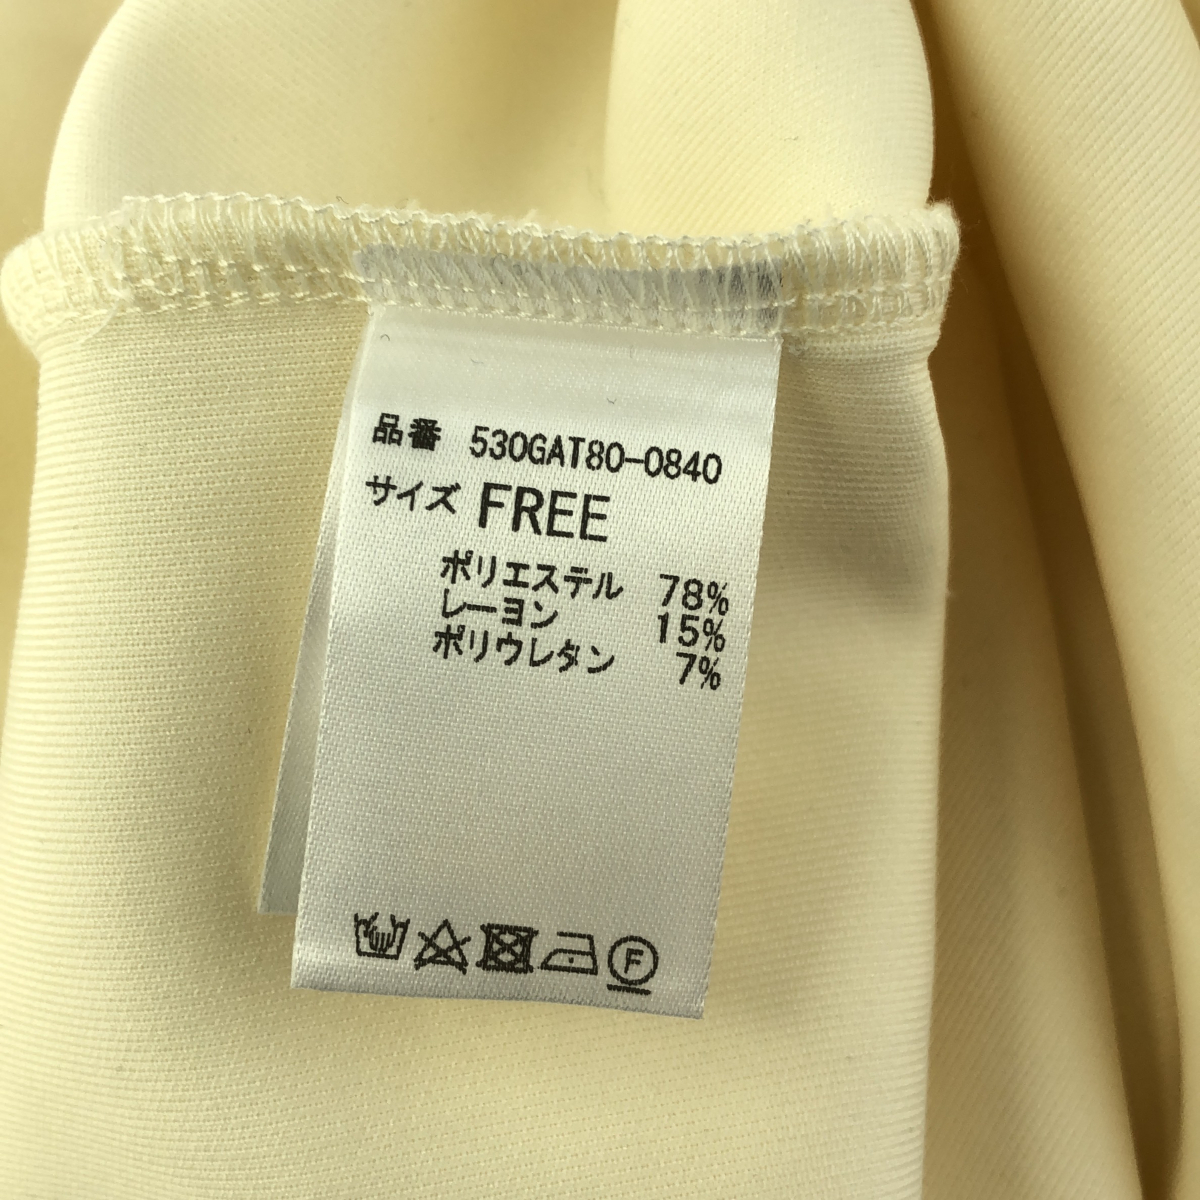 品番 530GAT80-0840
サイズ FREE
ポリエステル 78%
レーヨン 15%
ポリウレタン 7%
F